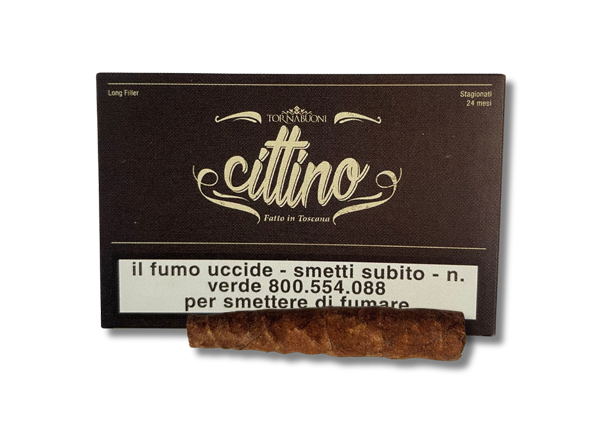 Long Filler
Stagionati
24 mesi
TORNABUONI
cittino
Fatto in Toscana
il fumo uccide - smetti subito - n.
verde 800.554.088
per smettere di fumare